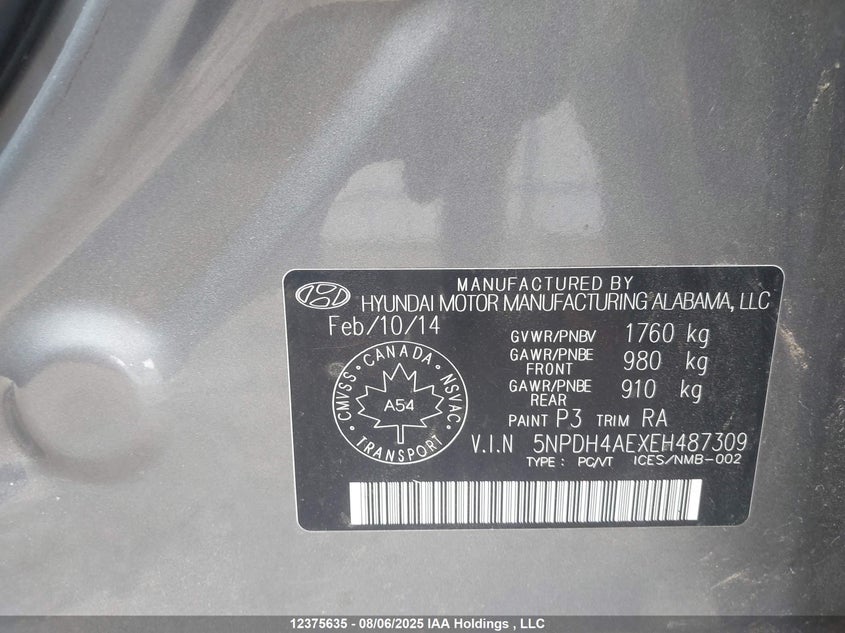 MANUFACTURED BY
HYUNDAI MOTOR MANUFACTURING ALABAMA, LLC
Feb/10/14
GVWR/PNBV 1760 kg
GAWR/PNBE FRONT 980 kg
GAWR/PNBE REAR 910 kg
CANADA
CMVSS NSVAC
A54
TRANSPORT
PAINT P3 TRIM RA
V.I.N 5NPDH4AEXEH487309
TYPE : PC/VT ICES/NMB-002
12375635 - 08/06/2025 IAA Holdings , LLC